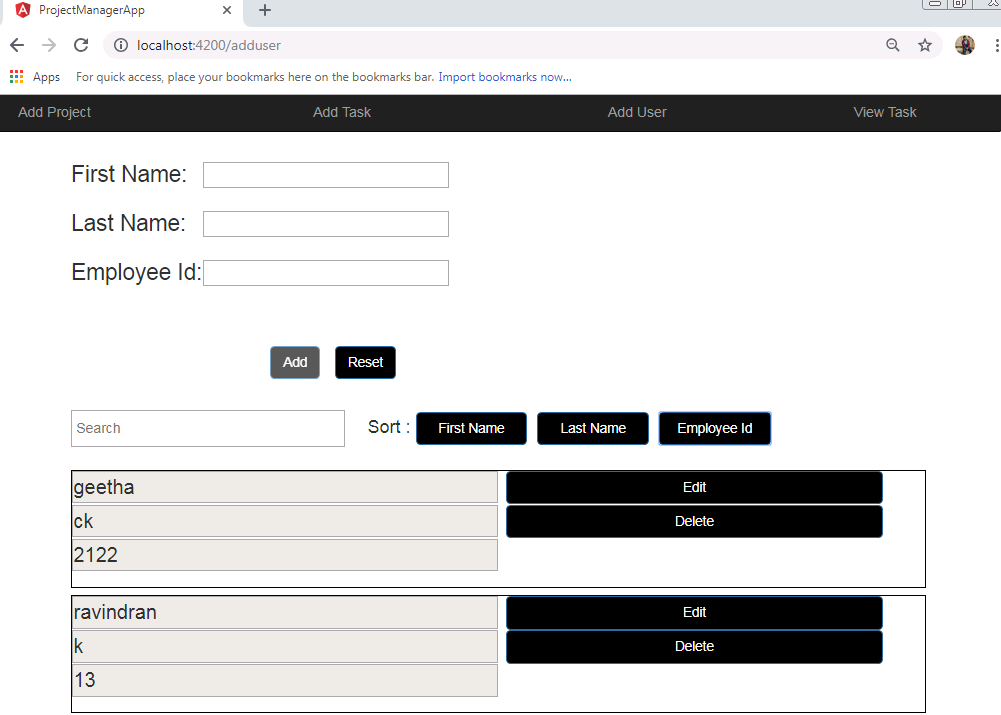 ProjectManagerApp
localhost:4200/adduser
Apps For quick access, place your bookmarks here on the bookmarks bar. Import bookmarks now...
Add Project Add Task Add User View Task
First Name:
Last Name:
Employee Id:
Add Reset
Search Sort : First Name Last Name Employee Id
geetha Edit
ck Delete
2122
ravindran Edit
k Delete
13